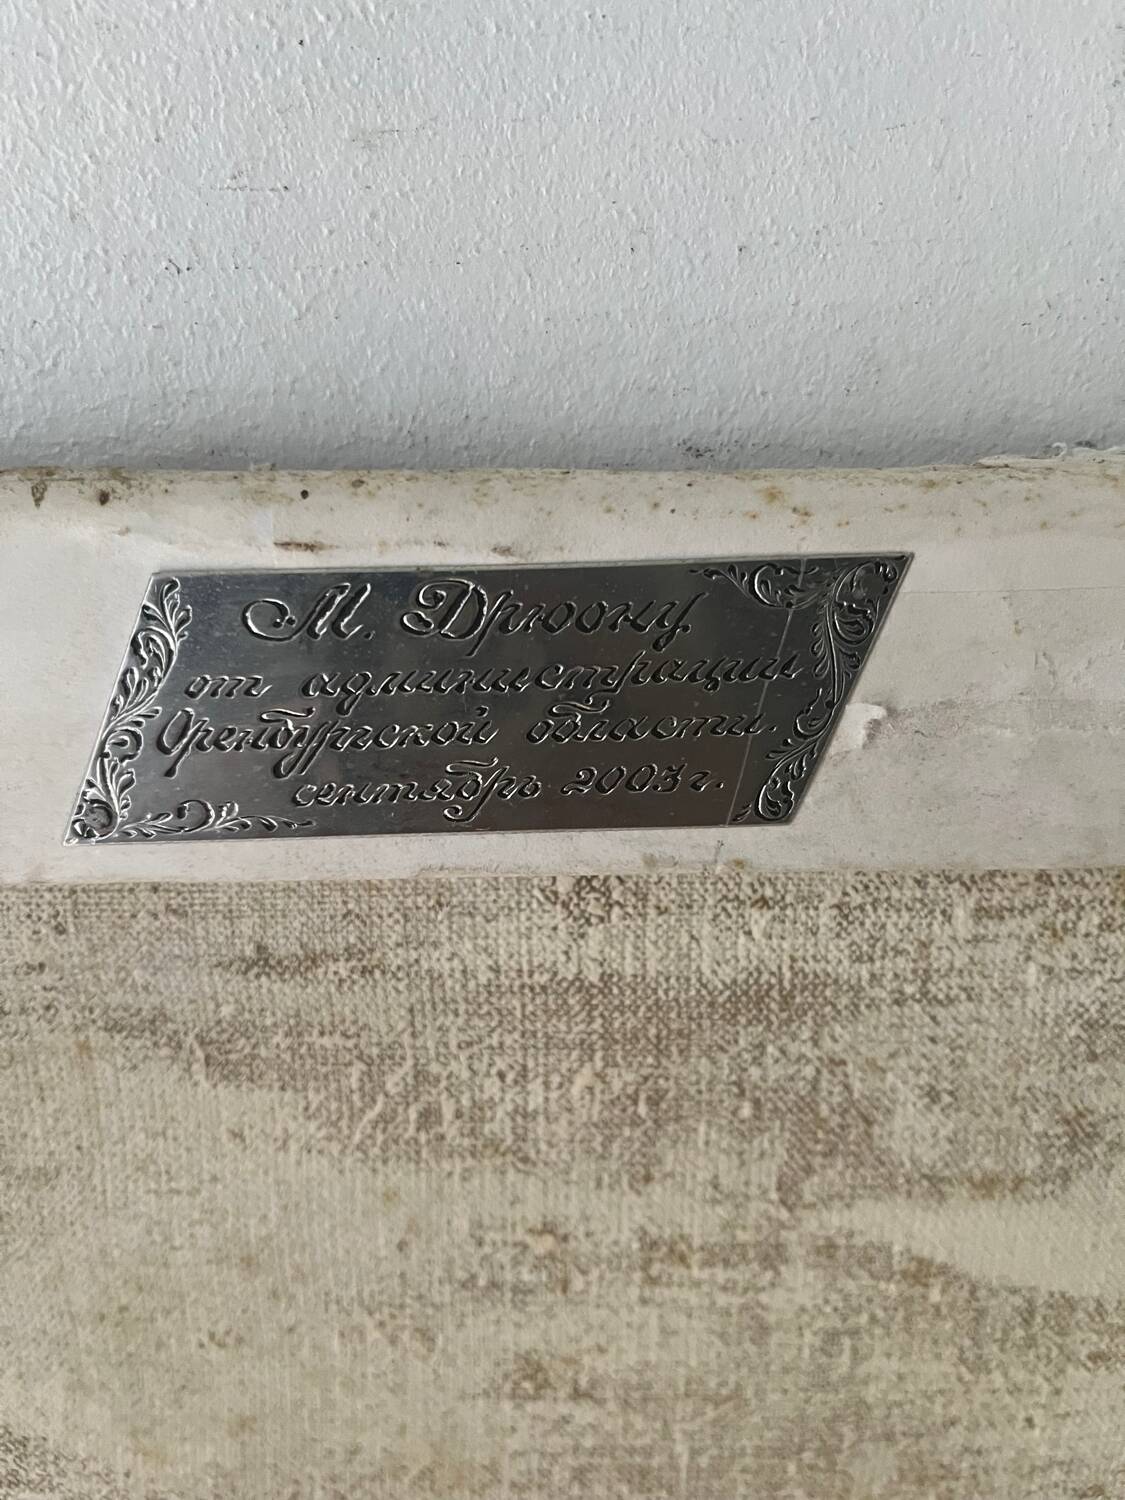 М. Дрюону
от администрации
Оренбургской области.
сентябрь 2003 г.